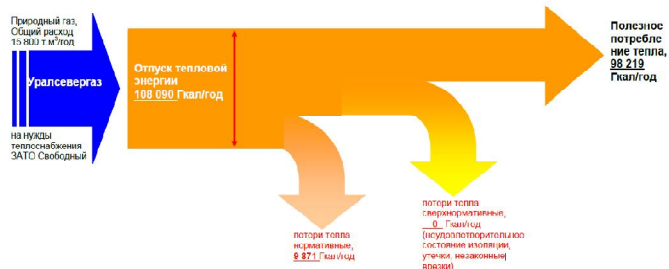 Природный газ,
Общий расход
15 800 т м³/год
Уралсевергаз
на нужды
теплоснабжения
ЗАТО Свободный
Отпуск тепловой
энергии
108 090 Гкал/год
Полезное
потребле
ние тепла,
98 219
Гкал/год
потери тепла
нормативные,
9 871 Гкал/год
потери тепла
сверхнормативные,
0 Гкал/год
(неудовлетворительное
состояние изоляции,
утечки, незаконные
врезки)